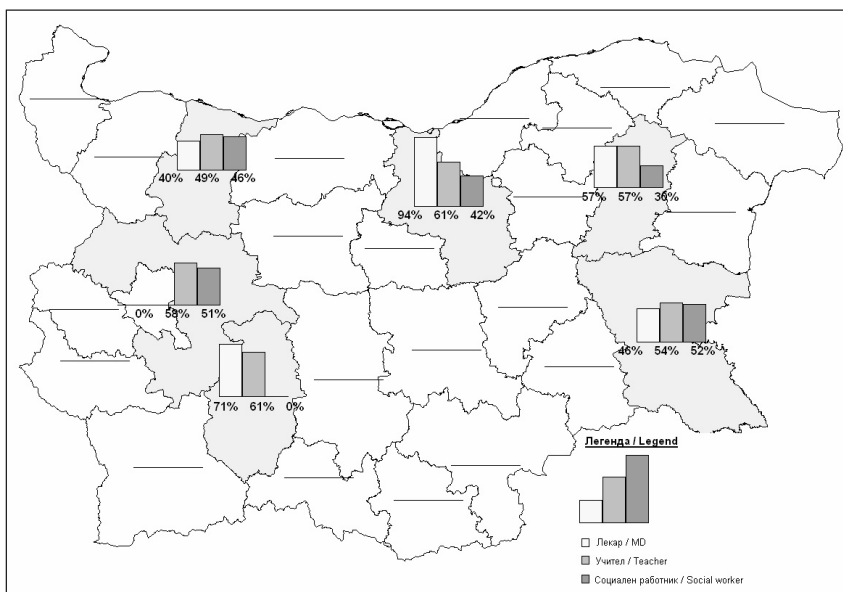 40% 49% 46%
94% 61% 42%
57% 57% 36%
0% 58% 51%
46% 54% 52%
71% 61% 0%
Легенда / Legend
Лекар / MD
Учител / Teacher
Социален работник / Social worker